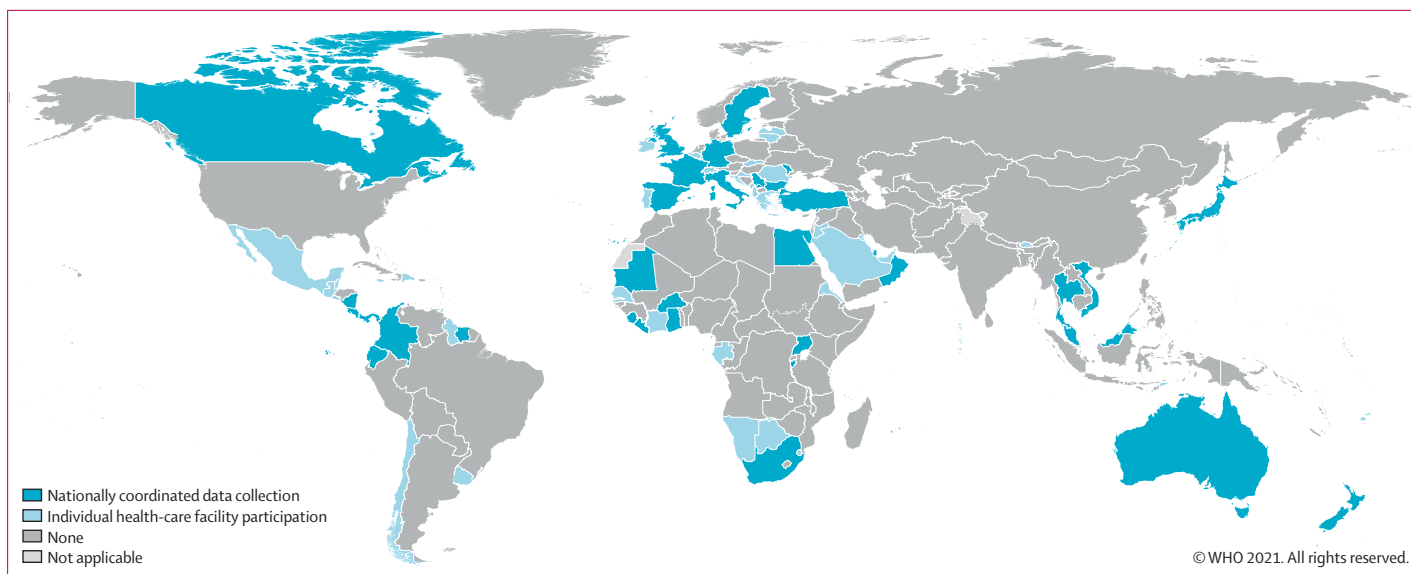 Nationally coordinated data collection
Individual health-care facility participation
None
Not applicable
© WHO 2021. All rights reserved.